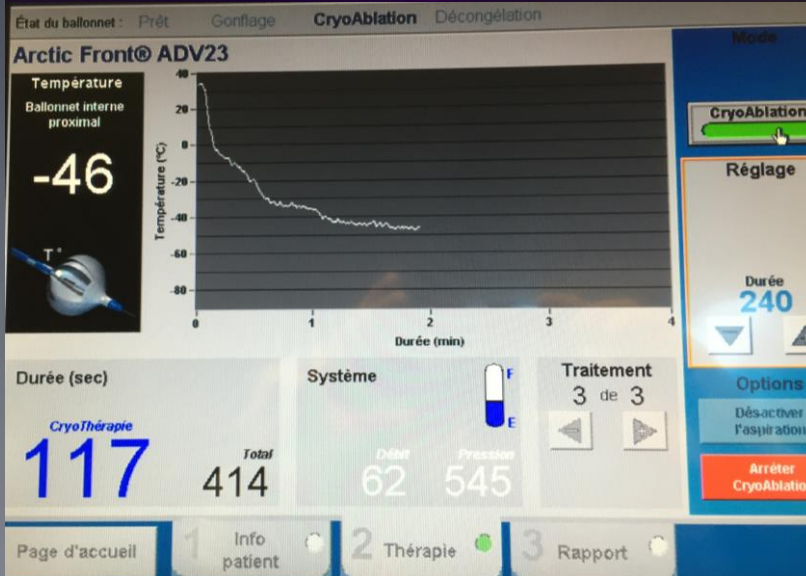 État du ballonnet : Prêt Gonflage CryoAblation Décongélation
Arctic Front® ADV23
Mode
Température
Ballonnet interne
proximal
-46
T°
Température (°C)
40
20
0
-20
-40
-60
-80
0 1 2 3 4
Durée (min)
CryoAblation
Réglage
Durée
240
Durée (sec)
CryoThérapie
117
Total
414
Système
F
E
Débit
62
Pression
545
Traitement
3 de 3
Options
Désactiver
l'aspiration
Arrêter
CryoAblatio
Page d'accueil
1 Info
patient
2 Thérapie
3 Rapport